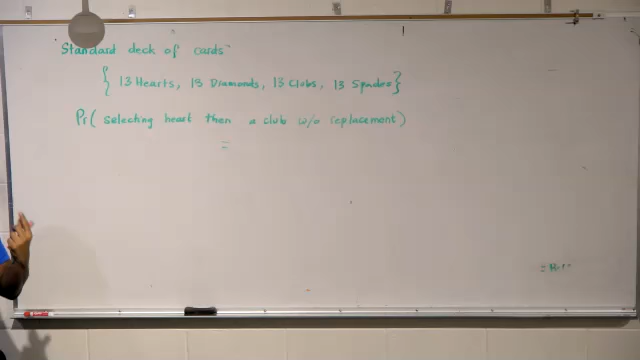 Standard deck of cards
{ 13 Hearts, 13 Diamonds, 13 Clubs, 13 Spades}
Pr( selecting heart then a club w/o replacement)
=